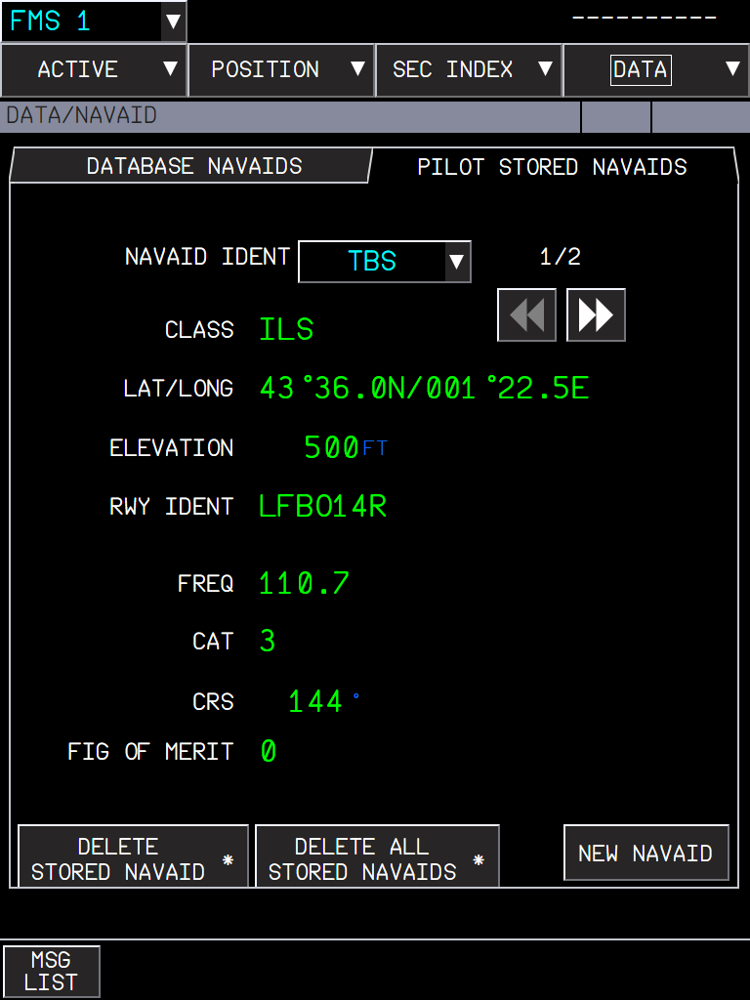 FMS 1
----------
ACTIVE POSITION SEC INDEX DATA
DATA/NAVAID
DATABASE NAVAIDS PILOT STORED NAVAIDS
NAVAID IDENT TBS 1/2
CLASS ILS
LAT/LONG 43°36.0N/001°22.5E
ELEVATION 500FT
RWY IDENT LFBO14R
FREQ 110.7
CAT 3
CRS 144°
FIG OF MERIT 0
DELETE
STORED NAVAID *
DELETE ALL
STORED NAVAIDS *
NEW NAVAID
MSG
LIST